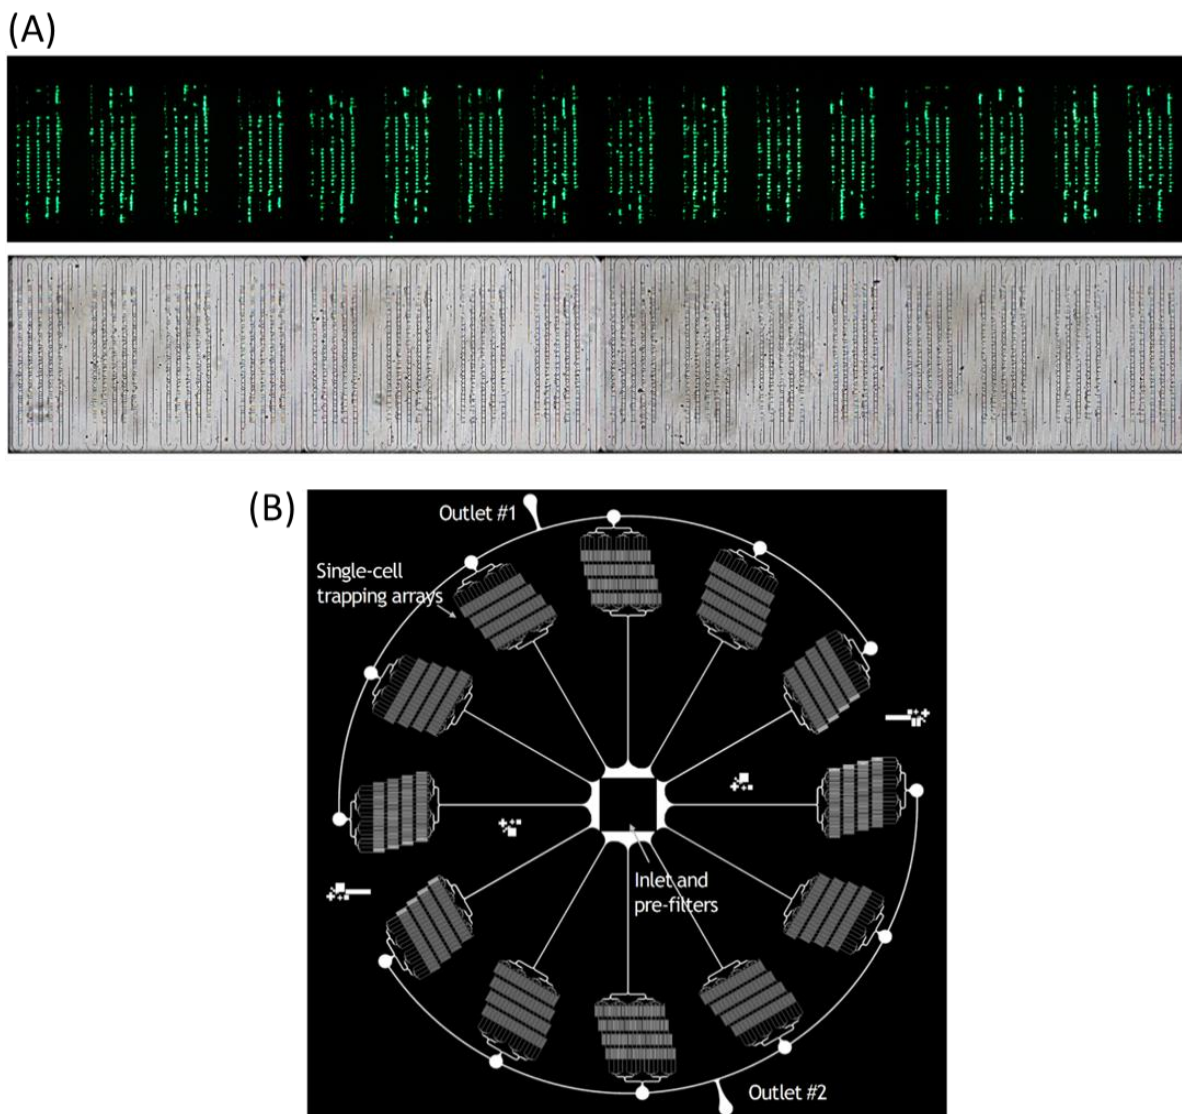 (A)
(B)
Outlet #1
Single-cell
trapping arrays
Inlet and
pre-filters
Outlet #2